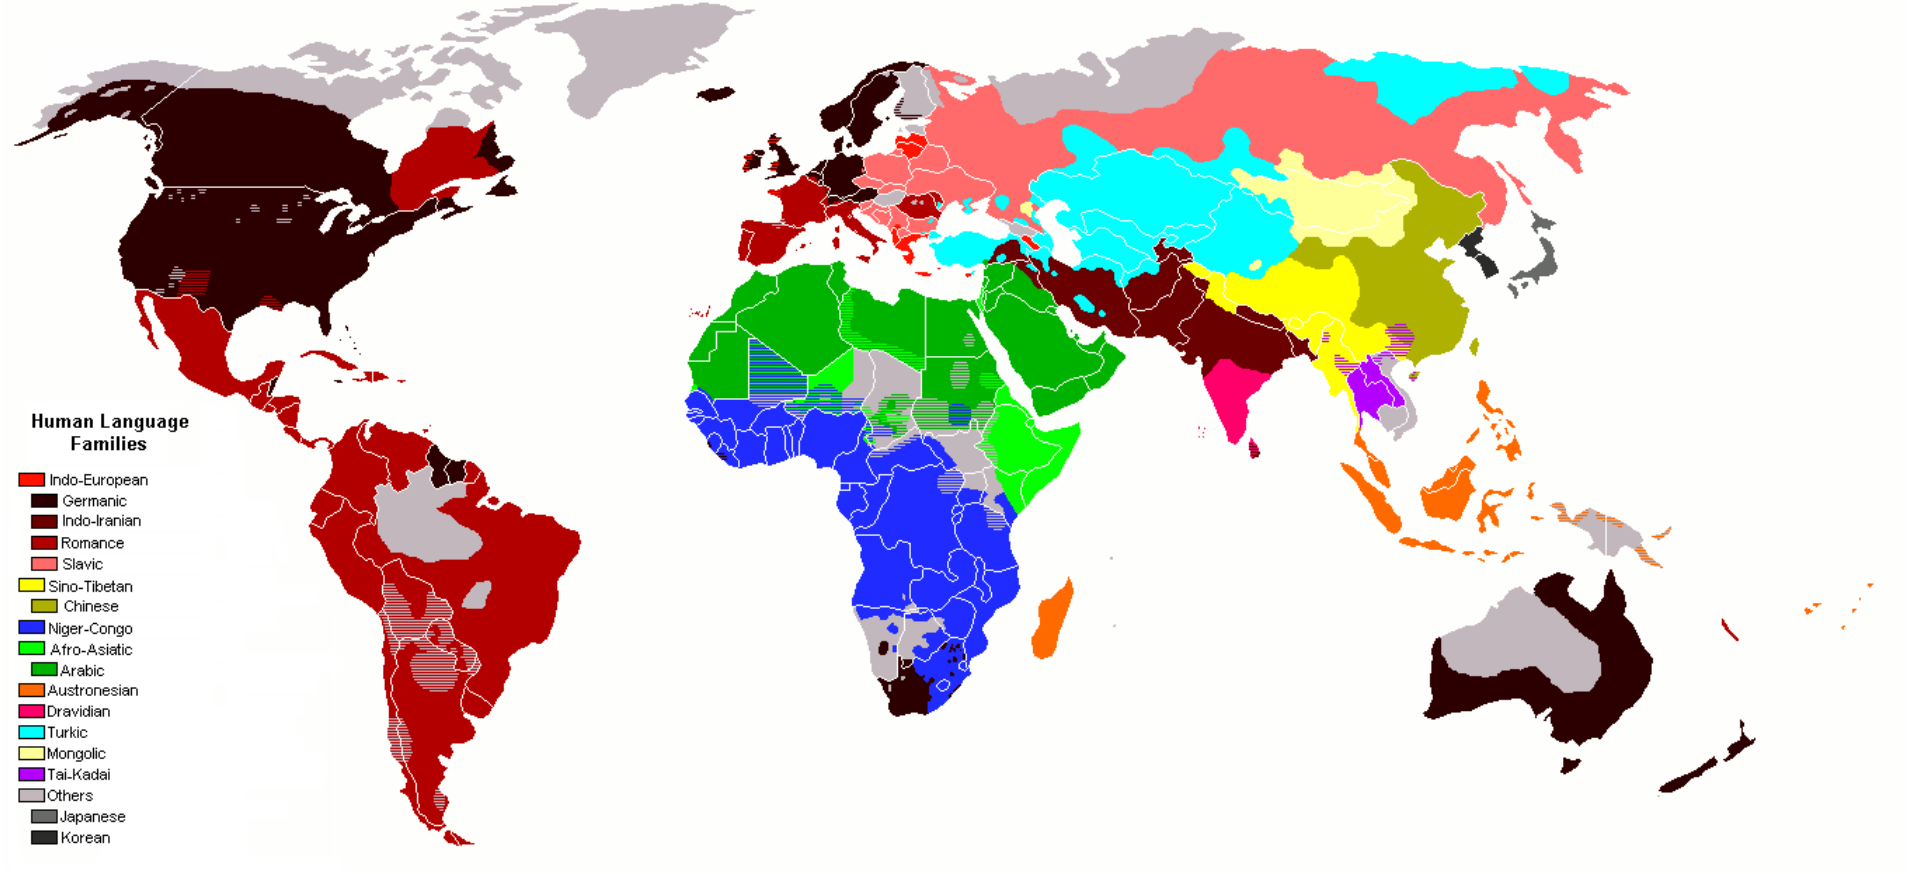 Human Language
Families
Indo-European
Germanic
Indo-Iranian
Romance
Slavic
Sino-Tibetan
Chinese
Niger-Congo
Afro-Asiatic
Arabic
Austronesian
Dravidian
Turkic
Mongolic
Tai-Kadai
Others
Japanese
Korean